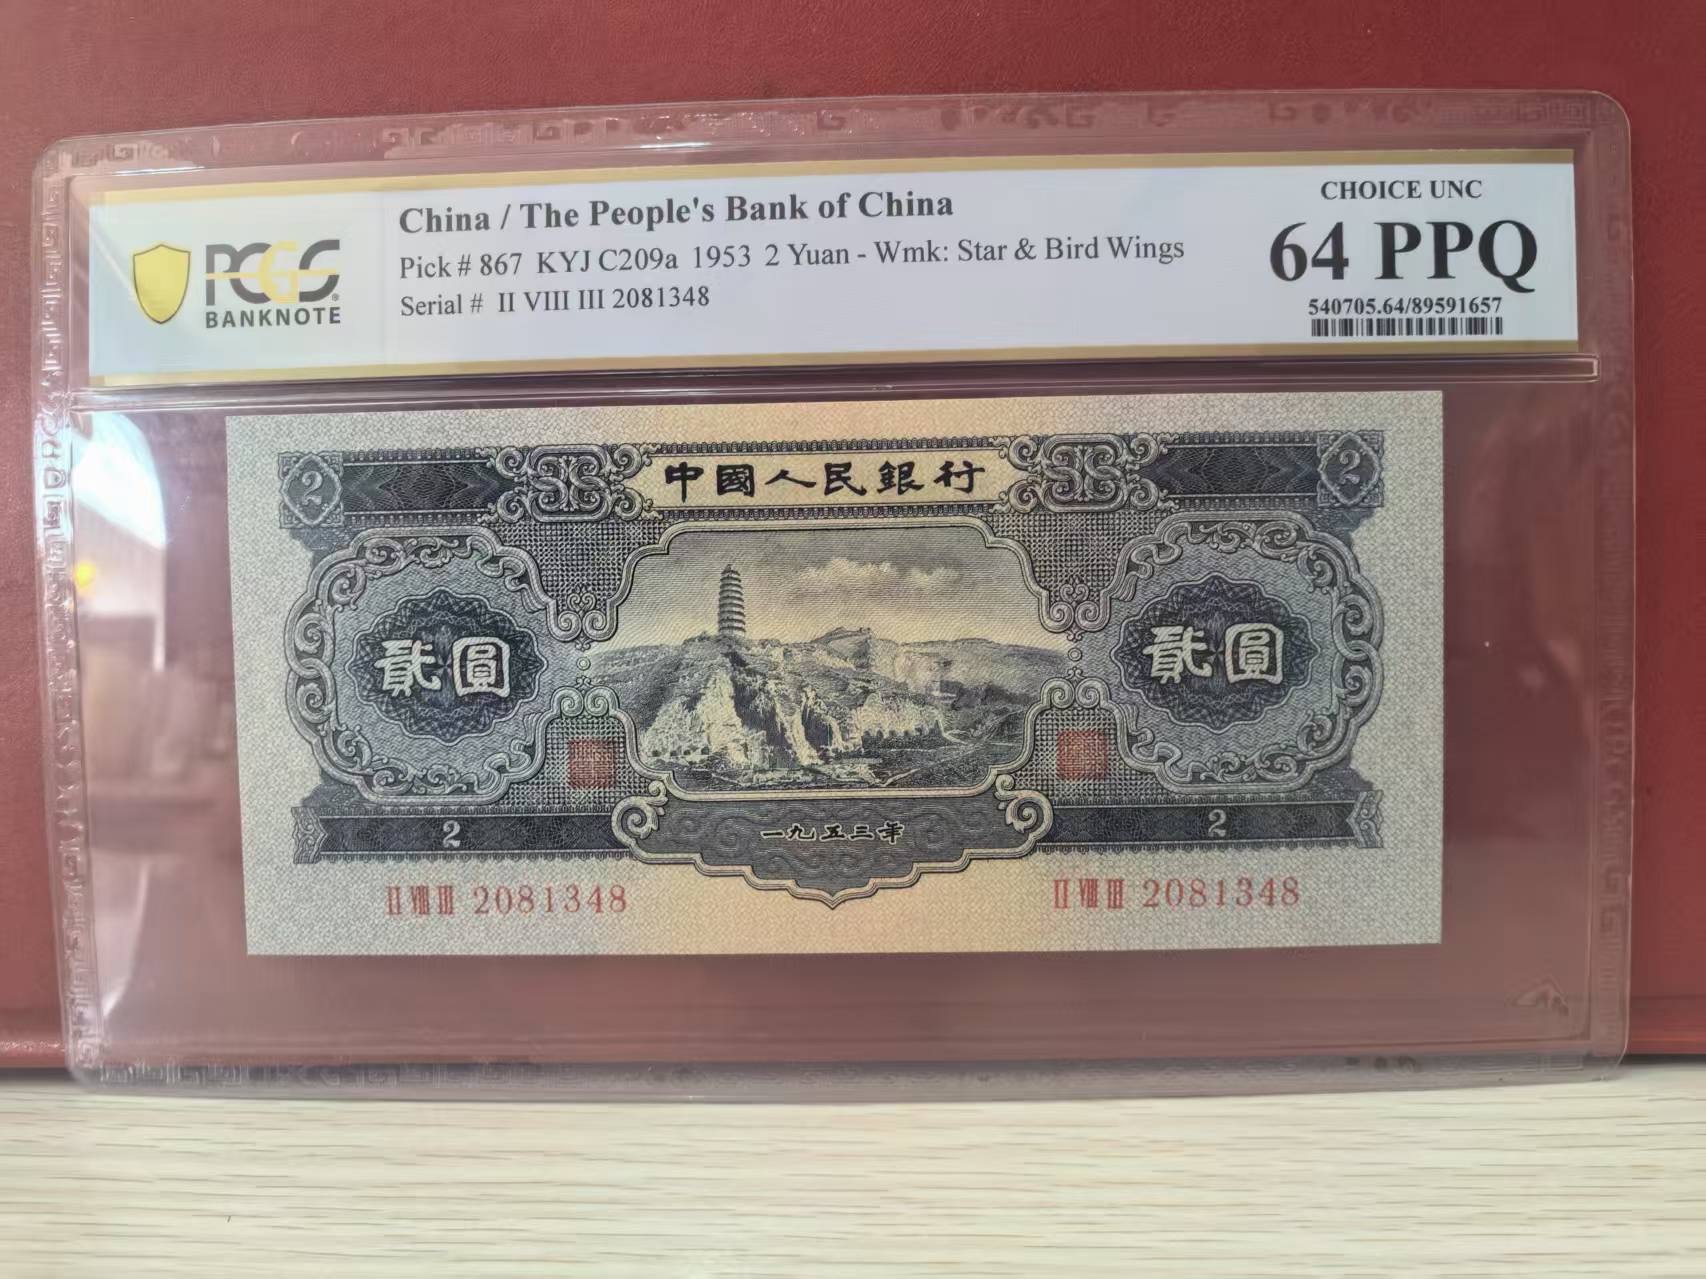 PCGS
BANKNOTE
China / The People's Bank of China
Pick # 867 KYJ C209a 1953 2 Yuan - Wmk: Star & Bird Wings
Serial # II VIII III 2081348
CHOICE UNC
64 PPQ
540705.64/89591657
2
中國人民銀行
2
貳圓
貳圓
2
一九五三年
2
II VIII III 2081348
II VIII III 2081348